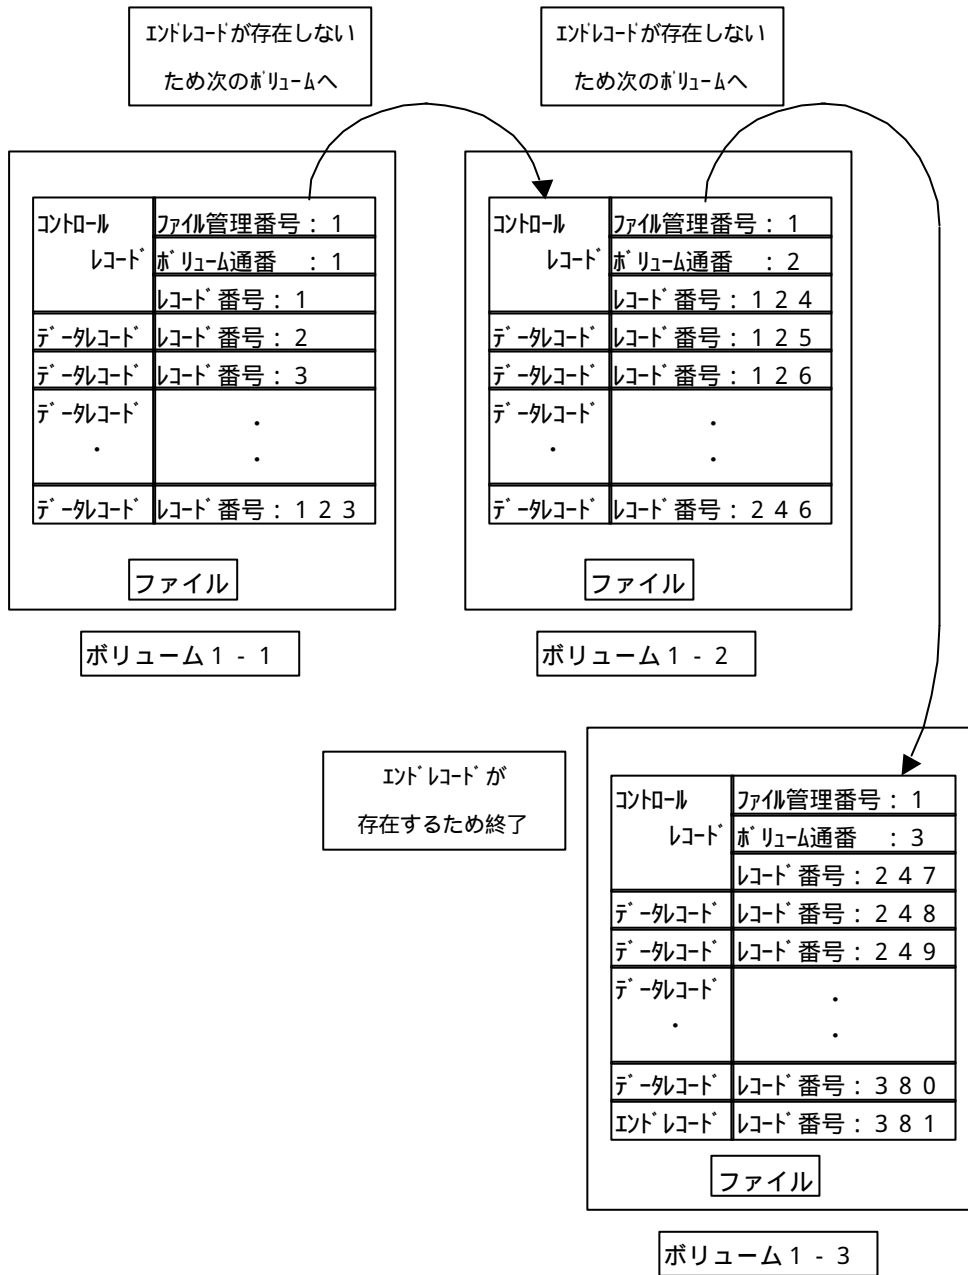 ｴﾝﾄﾞﾚｺｰﾄﾞが存在しない
ため次のﾎﾞﾘｭｰﾑへ
ｴﾝﾄﾞﾚｺｰﾄﾞが存在しない
ため次のﾎﾞﾘｭｰﾑへ
ｺﾝﾄﾛｰﾙ ﾌｧｲﾙ管理番号：１
ﾚｺｰﾄﾞ ﾎﾞﾘｭｰﾑ通番　：１
ﾚｺｰﾄﾞ番号：１
ﾃﾞｰﾀﾚｺｰﾄﾞ ﾚｺｰﾄﾞ番号：２
ﾃﾞｰﾀﾚｺｰﾄﾞ ﾚｺｰﾄﾞ番号：３
ﾃﾞｰﾀﾚｺｰﾄﾞ ・
・ ・
ﾃﾞｰﾀﾚｺｰﾄﾞ ﾚｺｰﾄﾞ番号：１２３
ファイル
ボリューム１－１
ｺﾝﾄﾛｰﾙ ﾌｧｲﾙ管理番号：１
ﾚｺｰﾄﾞ ﾎﾞﾘｭｰﾑ通番　：２
ﾚｺｰﾄﾞ番号：１２４
ﾃﾞｰﾀﾚｺｰﾄﾞ ﾚｺｰﾄﾞ番号：１２５
ﾃﾞｰﾀﾚｺｰﾄﾞ ﾚｺｰﾄﾞ番号：１２６
ﾃﾞｰﾀﾚｺｰﾄﾞ ・
・ ・
ﾃﾞｰﾀﾚｺｰﾄﾞ ﾚｺｰﾄﾞ番号：２４６
ファイル
ボリューム１－２
ｴﾝﾄﾞﾚｺｰﾄﾞが
存在するため終了
ｺﾝﾄﾛｰﾙ ﾌｧｲﾙ管理番号：１
ﾚｺｰﾄﾞ ﾎﾞﾘｭｰﾑ通番　：３
ﾚｺｰﾄﾞ番号：２４７
ﾃﾞｰﾀﾚｺｰﾄﾞ ﾚｺｰﾄﾞ番号：２４８
ﾃﾞｰﾀﾚｺｰﾄﾞ ﾚｺｰﾄﾞ番号：２４９
ﾃﾞｰﾀﾚｺｰﾄﾞ ・
・ ・
ﾃﾞｰﾀﾚｺｰﾄﾞ ﾚｺｰﾄﾞ番号：３８０
ｴﾝﾄﾞﾚｺｰﾄﾞ ﾚｺｰﾄﾞ番号：３８１
ファイル
ボリューム１－３